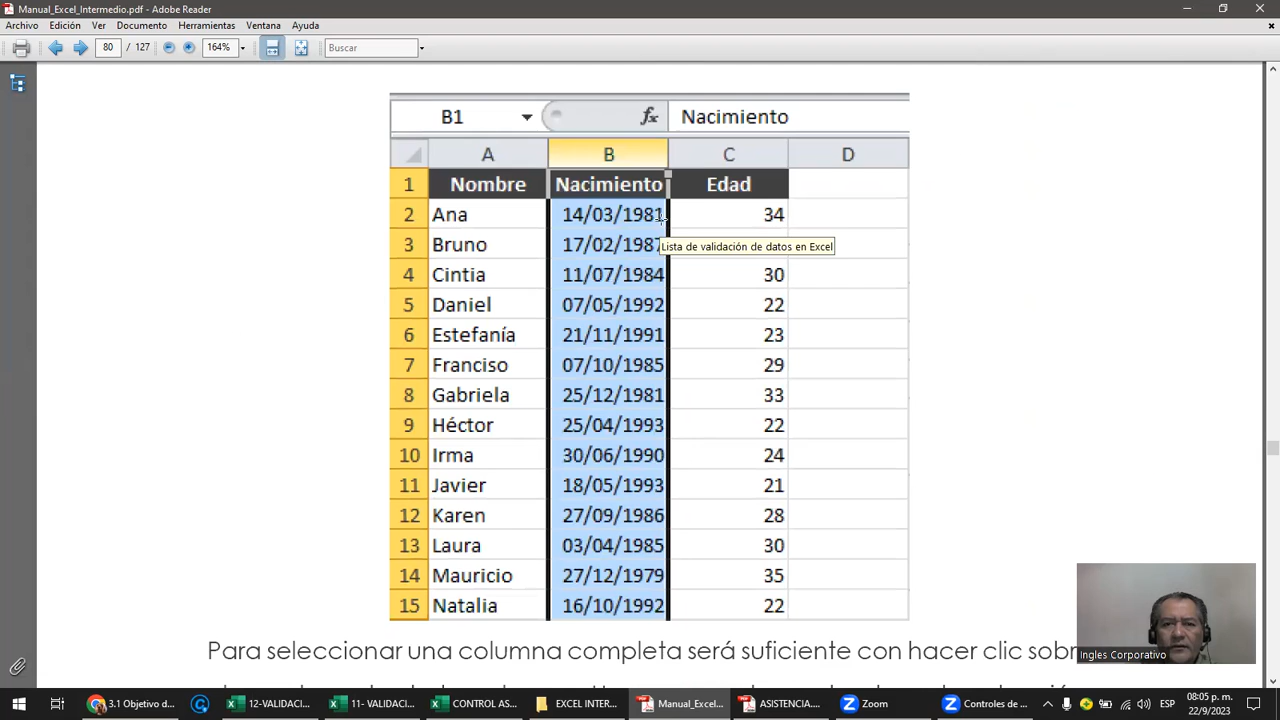 Manual_Excel_Intermedio.pdf - Adobe Reader
Archivo Edición Ver Documento Herramientas Ventana Ayuda
80 / 127 164% Buscar
B1 fx Nacimiento
A B C D
1 Nombre Nacimiento Edad
2 Ana 14/03/1981 34
Lista de validación de datos en Excel
3 Bruno 17/02/1987
4 Cintia 11/07/1984 30
5 Daniel 07/05/1992 22
6 Estefanía 21/11/1991 23
7 Franciso 07/10/1985 29
8 Gabriela 25/12/1981 33
9 Héctor 25/04/1993 22
10 Irma 30/06/1990 24
11 Javier 18/05/1993 21
12 Karen 27/09/1986 28
13 Laura 03/04/1985 30
14 Mauricio 27/12/1979 35
15 Natalia 16/10/1992 22
Para seleccionar una columna completa será suficiente con hacer clic sobr
Ingles Corporativo
3.1 Objetivo d... 12-VALIDACI... 11- VALIDAC... CONTROL AS... EXCEL INTER... Manual_Exce... ASISTENCIA.... Zoom Controles de ... ESP 08:05 p. m.
22/9/2023